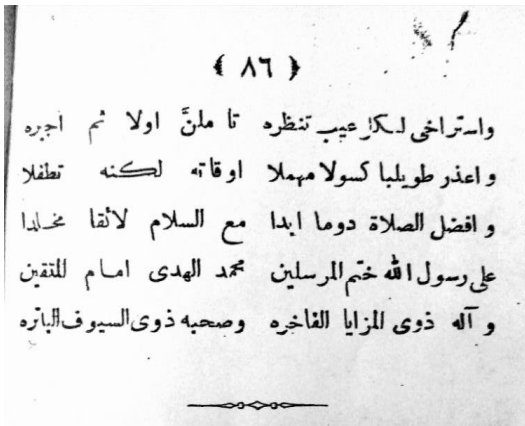 ﴿ ٨٦ ﴾
واستراخى لكل عيب تنظره تا ملنَّ اولا ثم اجبره
واعذر طويلبا كسولا مهملا اوقاته لكنه تطفلا
وافضل الصلاة دوما ابدا مع السلام لائقا مخلدا
على رسول الله ختم المرسلين محمد الهدى امام المتقين
وآله ذوى المزايا الفاخره وصحبه ذوى السيوف الباتره